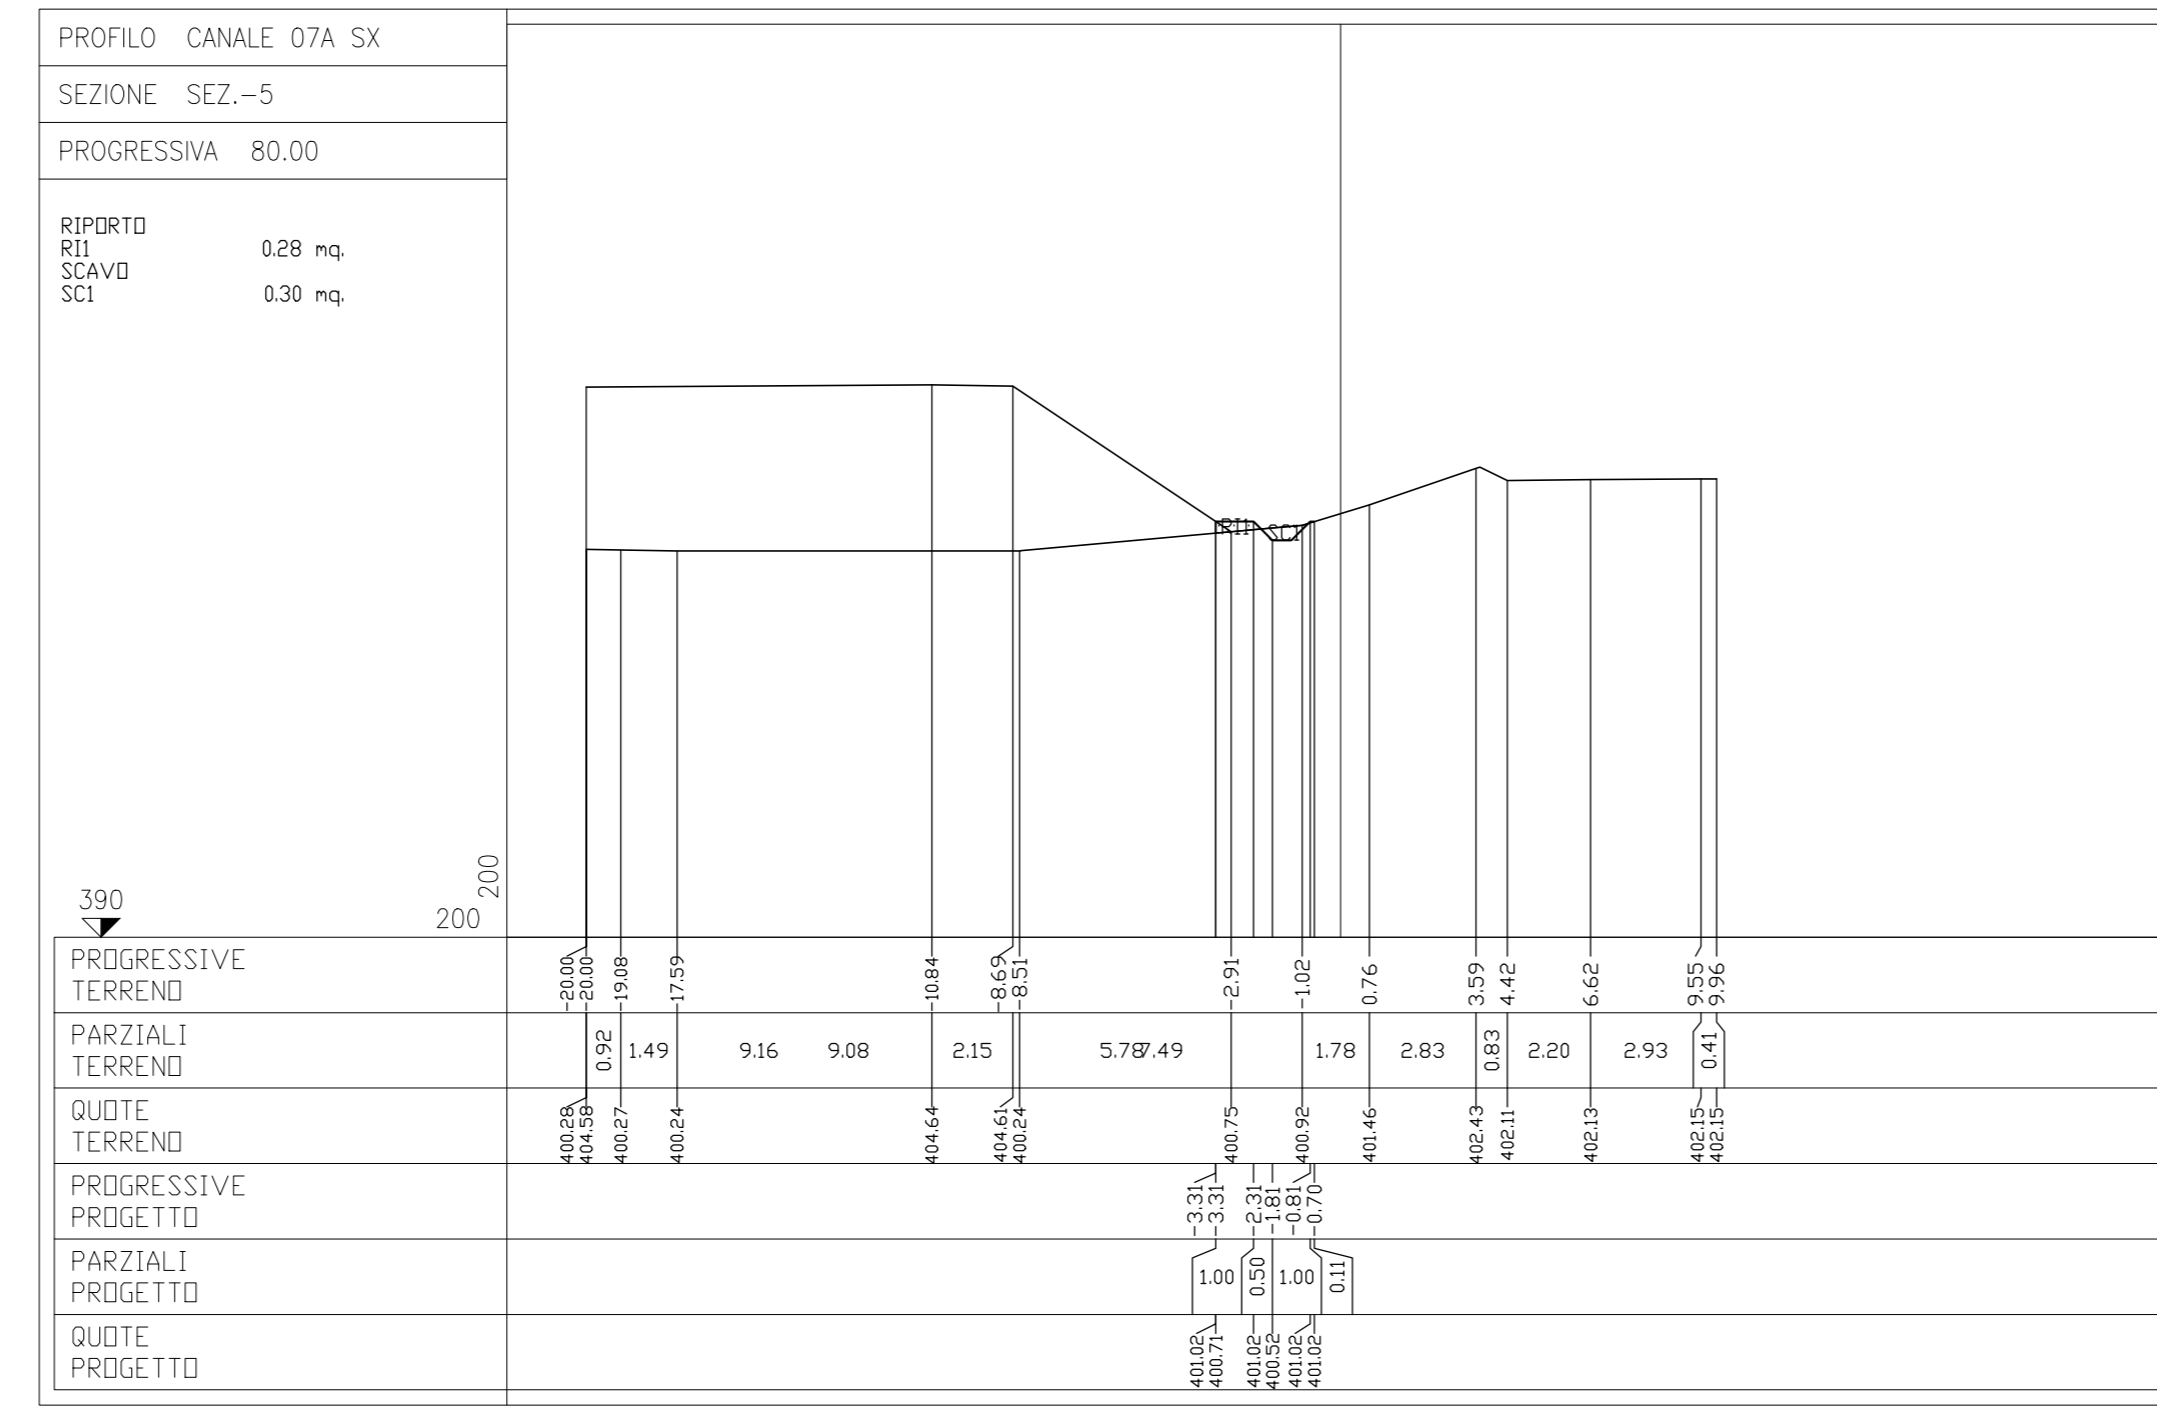 PROFILO CANALE 07A SX
SEZIONE SEZ.-5
PROGRESSIVA 80.00
RIPORTO
RI1 0.28 mq.
SCAVO
SC1 0.30 mq.
RI1
SC1
200
390
200
PROGRESSIVE
TERRENO
-20.00 -20.00 -19.08 -17.59 -10.84 -8.69 -8.51 -2.91 -1.02 0.76 3.59 4.42 6.62 9.55 9.96
PARZIALI
TERRENO
0.92 1.49 9.16 9.08 2.15 5.78 7.49 1.78 2.83 0.83 2.20 2.93 0.41
QUOTE
TERRENO
400.28 404.58 400.27 400.24 404.64 404.61 400.24 400.75 400.92 401.46 402.43 402.11 402.13 402.15 402.15
PROGRESSIVE
PROGETTO
-3.31 -3.31 -2.31 -1.81 -0.81 -0.70
PARZIALI
PROGETTO
1.00 0.50 1.00 0.11
QUOTE
PROGETTO
401.02 400.71 401.02 400.52 401.02 401.02